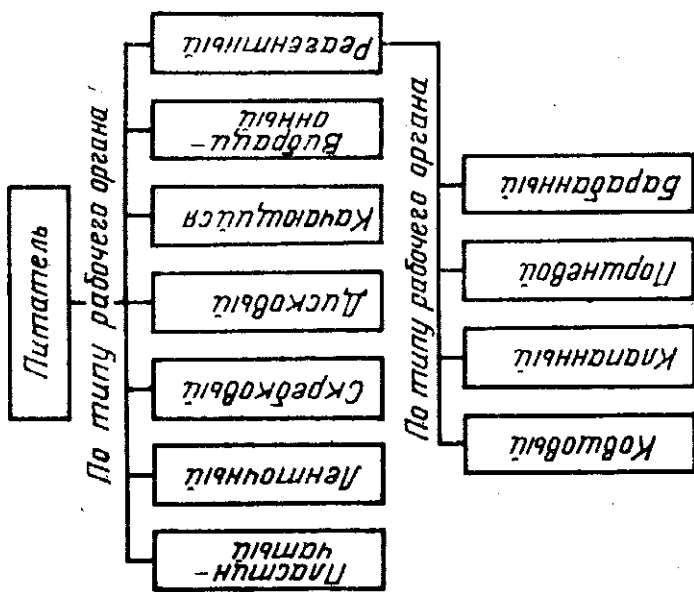 Питатель
По типу рабочего органа
Пластин-
чатый
Ленточный
Скребковый
Дисковый
Качающийся
Вибраци-
онный
Реагентный
По типу рабочего органа
Ковшовый
Клапанный
Поршневой
Барабанный